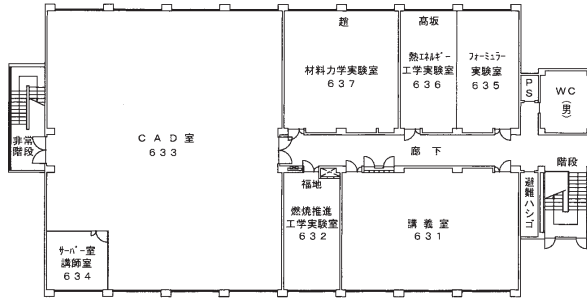 趙
材料力学実験室
637
髙坂
熱エネルギー
工学実験室
636
フォーミュラー
実験室
635
PS
WC
(男)
非常
階段
CAD室
633
廊下
階段
福地
燃焼推進
工学実験室
632
講義室
631
避難ハシゴ
サーバー室
講師室
634